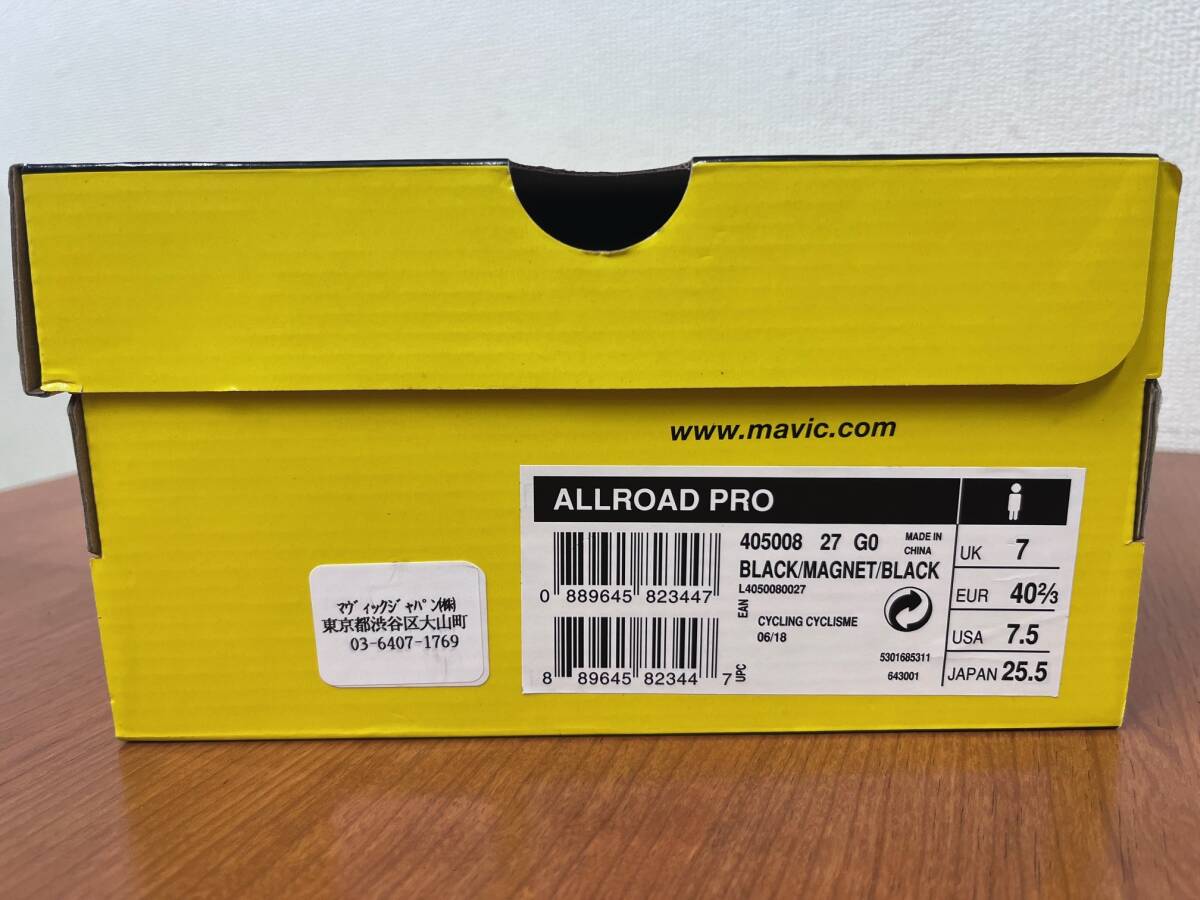 www.mavic.com
ALLROAD PRO
405008 27 G0
MADE IN
CHINA
BLACK/MAGNET/BLACK
L4050080027
0 889645 823447
EAN
CYCLING CYCLISME
06/18
5301685311
643001
8 89645 82344 7
UPC
UK 7
EUR 40⅔
USA 7.5
JAPAN 25.5
ﾏｳﾞｨｯｸｼﾞｬﾊﾟﾝ㈱
東京都渋谷区大山町
03-6407-1769